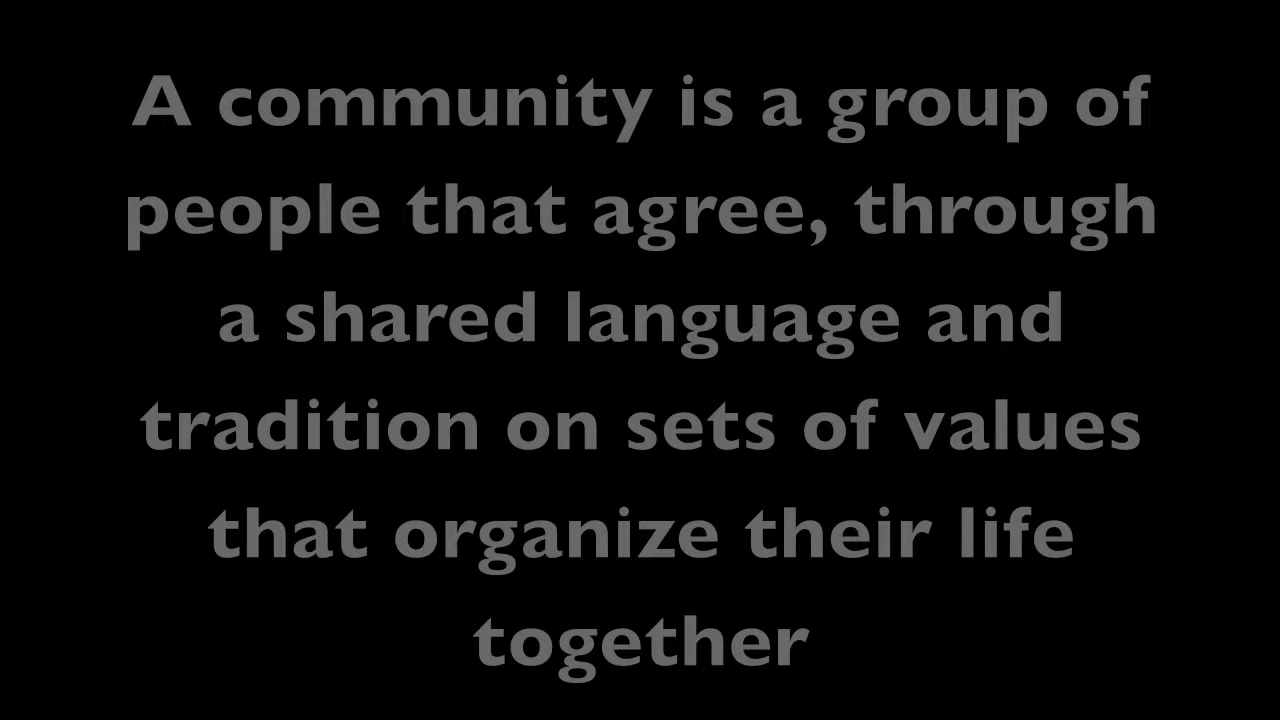 A community is a group of
people that agree, through
a shared language and
tradition on sets of values
that organize their life
together